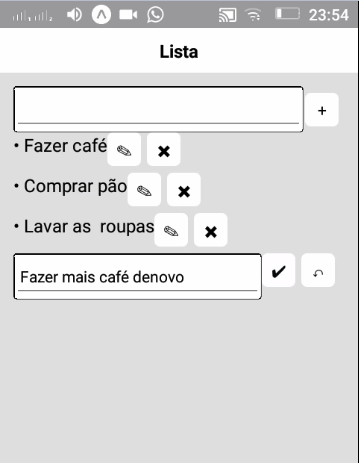 23:54
Lista
+
• Fazer café
• Comprar pão
• Lavar as roupas
Fazer mais café denovo